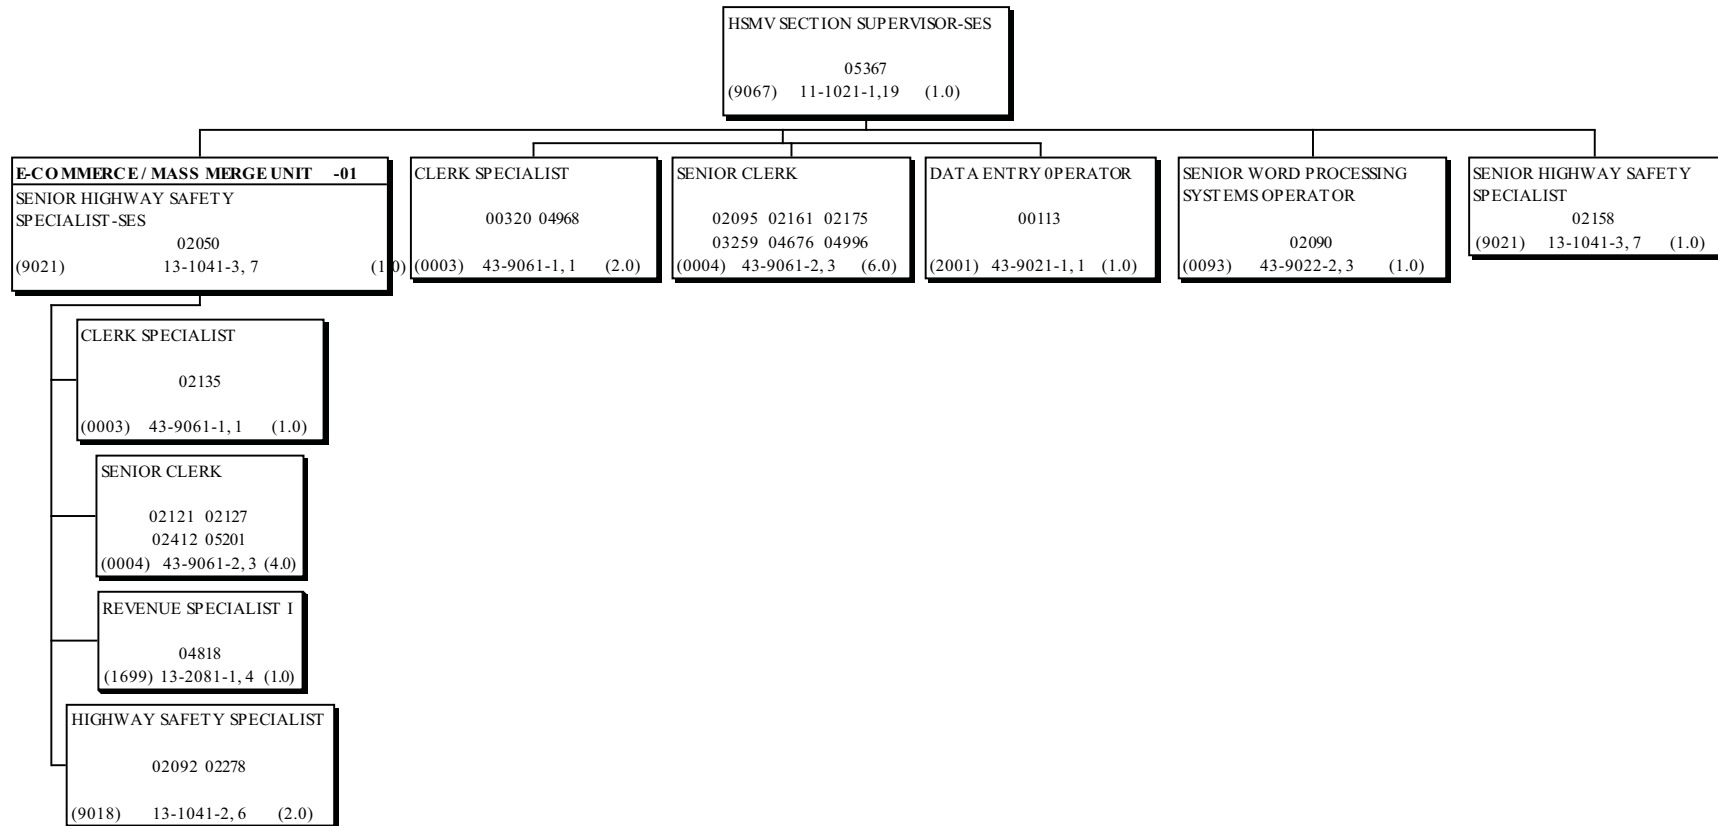 HSMV SECTION SUPERVISOR-SES
05367
(9067) 11-1021-1,19 (1.0)
E-COMMERCE / MASS MERGE UNIT -01
SENIOR HIGHWAY SAFETY
SPECIALIST-SES
02050
(9021) 13-1041-3, 7 (1.0)
CLERK SPECIALIST
00320 04968
(0003) 43-9061-1, 1 (2.0)
SENIOR CLERK
02095 02161 02175
03259 04676 04996
(0004) 43-9061-2, 3 (6.0)
DATA ENTRY 0PERATOR
00113
(2001) 43-9021-1, 1 (1.0)
SENIOR WORD PROCESSING
SYSTEMS OPERATOR
02090
(0093) 43-9022-2, 3 (1.0)
SENIOR HIGHWAY SAFETY
SPECIALIST
02158
(9021) 13-1041-3, 7 (1.0)
CLERK SPECIALIST
02135
(0003) 43-9061-1, 1 (1.0)
SENIOR CLERK
02121 02127
02412 05201
(0004) 43-9061-2, 3 (4.0)
REVENUE SPECIALIST I
04818
(1699) 13-2081-1, 4 (1.0)
HIGHWAY SAFETY SPECIALIST
02092 02278
(9018) 13-1041-2, 6 (2.0)